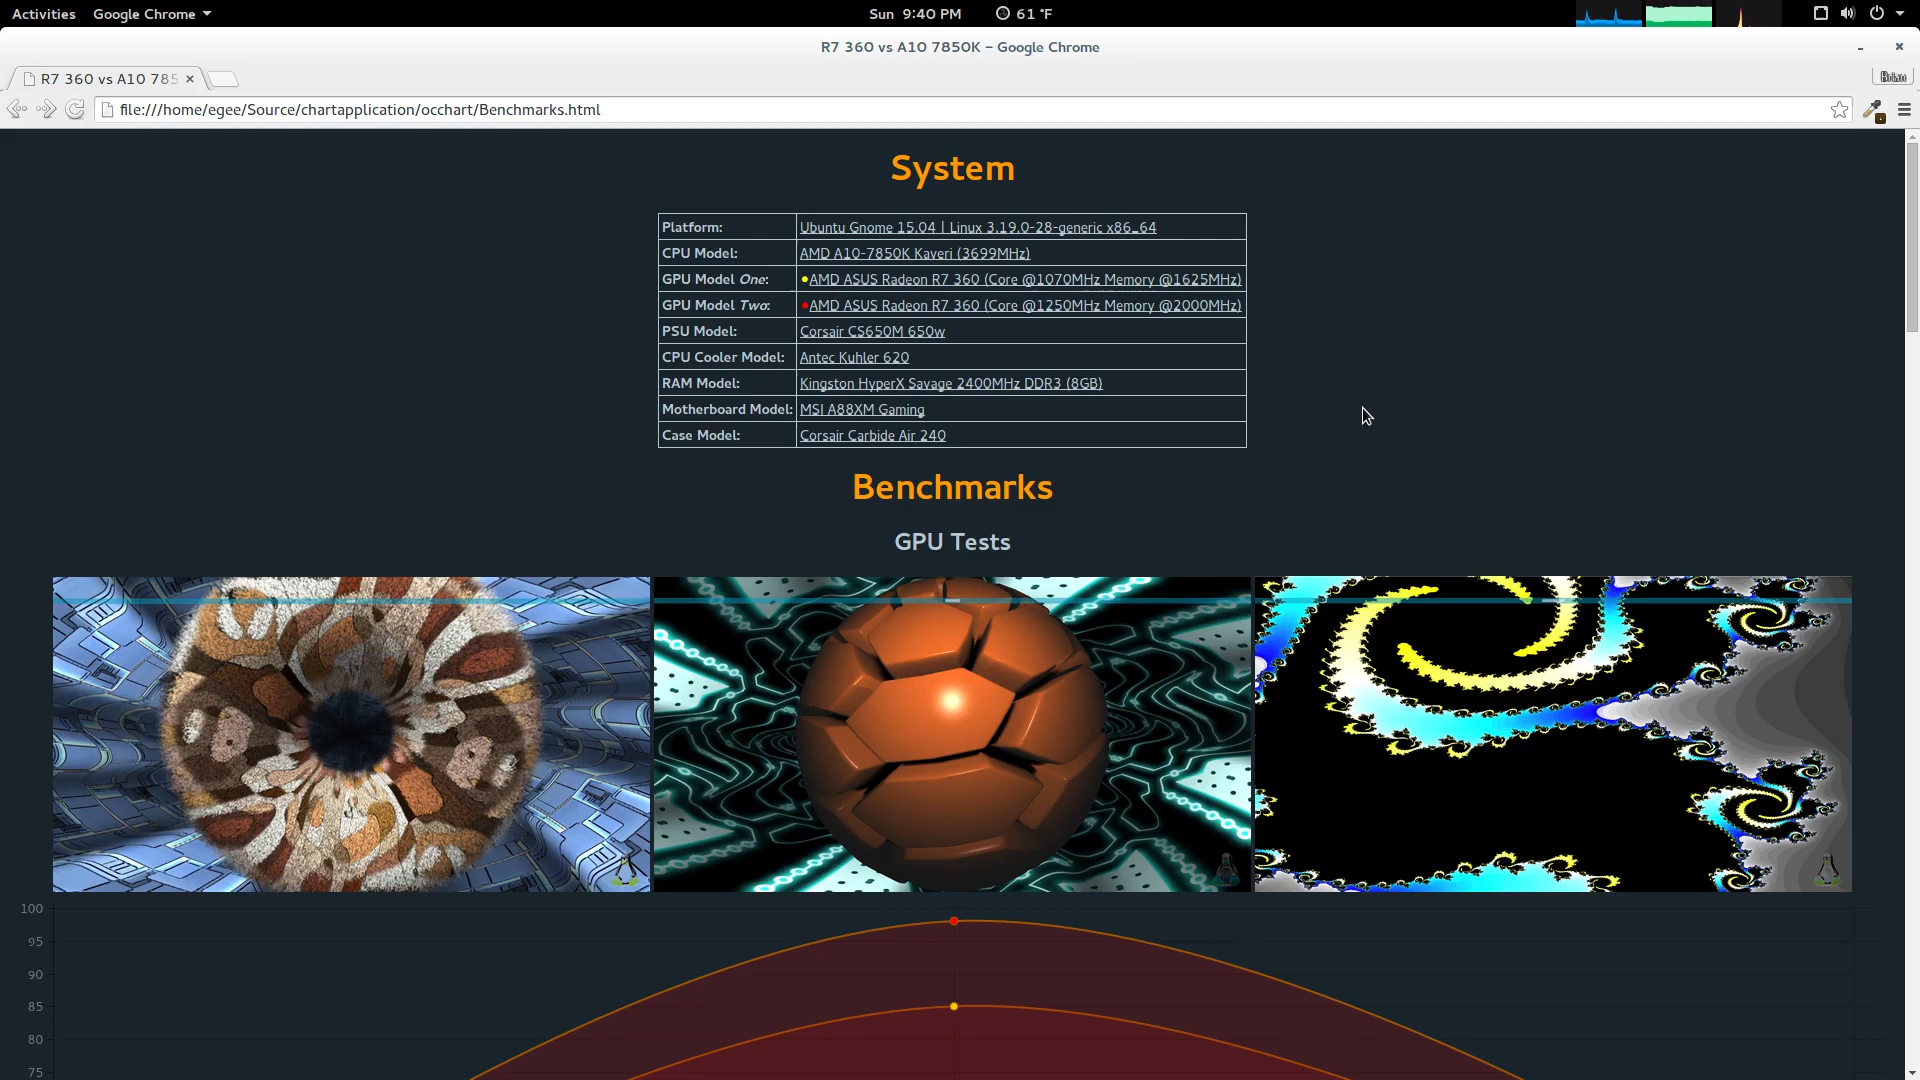 Activities Google Chrome Sun 9:40 PM 61 °F
R7 360 vs A10 7850K - Google Chrome
R7 360 vs A10 785
Brian
file:///home/egee/Source/chartapplication/occhart/Benchmarks.html
System
Platform: Ubuntu Gnome 15.04 | Linux 3.19.0-28-generic x86_64
CPU Model: AMD A10-7850K Kaveri (3699MHz)
GPU Model One: AMD ASUS Radeon R7 360 (Core @1070MHz Memory @1625MHz)
GPU Model Two: AMD ASUS Radeon R7 360 (Core @1250MHz Memory @2000MHz)
PSU Model: Corsair CS650M 650w
CPU Cooler Model: Antec Kuhler 620
RAM Model: Kingston HyperX Savage 2400MHz DDR3 (8GB)
Motherboard Model: MSI A88XM Gaming
Case Model: Corsair Carbide Air 240
Benchmarks
GPU Tests
100
95
90
85
80
75